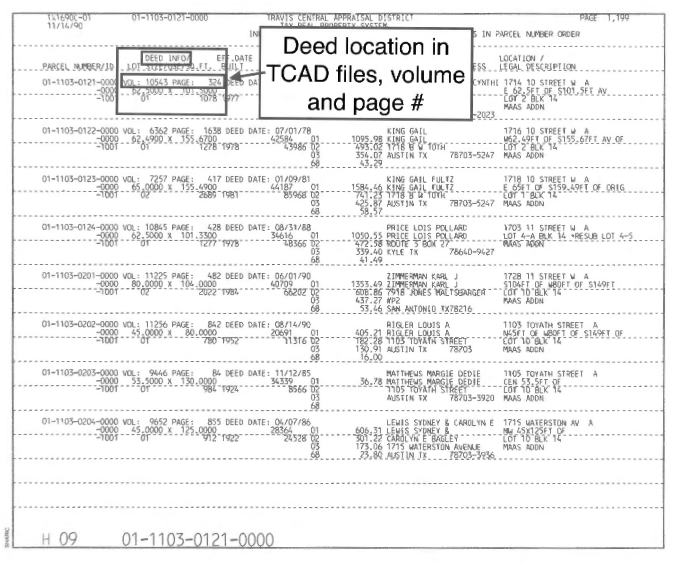 141690C-01 01-1103-0121-0000 TRAVIS CENTRAL APPRAISAL DISTRICT PAGE 1,199
11/14/90 TAX REAL PROPERTY SYSTEM
IN S IN PARCEL NUMBER ORDER
Deed location in
TCAD files, volume
and page #
DEED INFO/ EFF.DATE LOCATION /
PARCEL NUMBER/ID LOT BUILT ESS LEGAL DESCRIPTION
01-1103-0121-0000 VOL: 10543 PAGE: 324 DEED DA CYNTHI 1714 10 STREET W A
-0000 62.5000 X 101.5000 E 62.5FT OF S101.5FT AV
-1001 01 1078 1977 LOT 2 BLK 14
MAAS ADDN
-2023
01-1103-0122-0000 VOL: 6362 PAGE: 1638 DEED DATE: 07/01/78 KING GAIL 1716 10 STREET W A
-0000 62.4900 X 155.6700 42584 01 1095.98 KING GAIL W62.49FT OF S155.67FT AV OF
-1001 01 1278 1978 43986 02 493.02 1718 B W 10TH LOT 2 BLK 14
03 354.07 AUSTIN TX 78703-5247 MAAS ADDN
68 43.29
01-1103-0123-0000 VOL: 7257 PAGE: 417 DEED DATE: 01/09/81 KING GAIL FULTZ 1718 10 STREET W A
-0000 65.0000 X 155.4900 44187 01 1584.46 KING GAIL FULTZ E 65FT OF S159.49FT OF ORIG
-1001 02 2689 1981 85968 02 741.23 1718 B W 10TH LOT 1 BLK 14
03 425.87 AUSTIN TX 78703-5247 MAAS ADDN
68 58.57
01-1103-0124-0000 VOL: 10845 PAGE: 428 DEED DATE: 08/31/88 PRICE LOIS POLLARD 1703 11 STREET W A
-0000 62.5000 X 101.3300 34616 01 1050.55 PRICE LOIS POLLARD LOT 4-A BLK 14 *RESUB LOT 4-5
-1001 01 1277 1978 48366 02 472.58 ROUTE 3 BOX 27 MAAS ADDN
03 339.40 KYLE TX 78640-9427
68 41.49
01-1103-0201-0000 VOL: 11225 PAGE: 482 DEED DATE: 06/01/90 ZIMMERMAN KARL J 1728 11 STREET W A
-0000 80.0000 X 104.0000 40709 01 1353.49 ZIMMERMAN KARL J S104FT OF W80FT OF S149FT
-1001 02 2022 1984 66202 02 608.86 7918 JONES MALTSBARGER LOT 10 BLK 14
03 437.27 #P2 MAAS ADDN
68 53.46 SAN ANTONIO TX78216
01-1103-0202-0000 VOL: 11256 PAGE: 842 DEED DATE: 08/14/90 RIGLER LOUIS A 1103 TOYATH STREET A
-0000 45.0000 X 80.0000 20691 01 405.21 RIGLER LOUIS A N45FT OF W80FT OF S149FT OF
-1001 01 780 1952 11316 02 182.28 1103 TOYATH STREET LOT 10 BLK 14
03 130.91 AUSTIN TX 78703 MAAS ADDN
68 16.00
01-1103-0203-0000 VOL: 9446 PAGE: 84 DEED DATE: 11/12/85 MATTHEWS MARGIE DEDIE 1105 TOYATH STREET A
-0000 53.5000 X 130.0000 34339 01 36.78 MATTHEWS MARGIE DEDIE CEN 53.5FT OF
-1001 01 984 1924 8566 02 1105 TOYATH STREET LOT 10 BLK 14
03 AUSTIN TX 78703-3920 MAAS ADDN
68
01-1103-0204-0000 VOL: 9652 PAGE: 855 DEED DATE: 04/07/86 LEWIS SYDNEY & CAROLYN E 1715 WATERSTON AV A
-0000 45.0000 X 125.0000 28364 01 606.31 LEWIS SYDNEY & NW 45X125FT OF
-1001 01 912 1922 24528 02 301.22 CAROLYN E BAGLEY LOT 10 BLK 14
03 173.06 1715 WATERSTON AVENUE MAAS ADDN
68 23.80 AUSTIN TX 78703-3936
H 09 01-1103-0121-0000